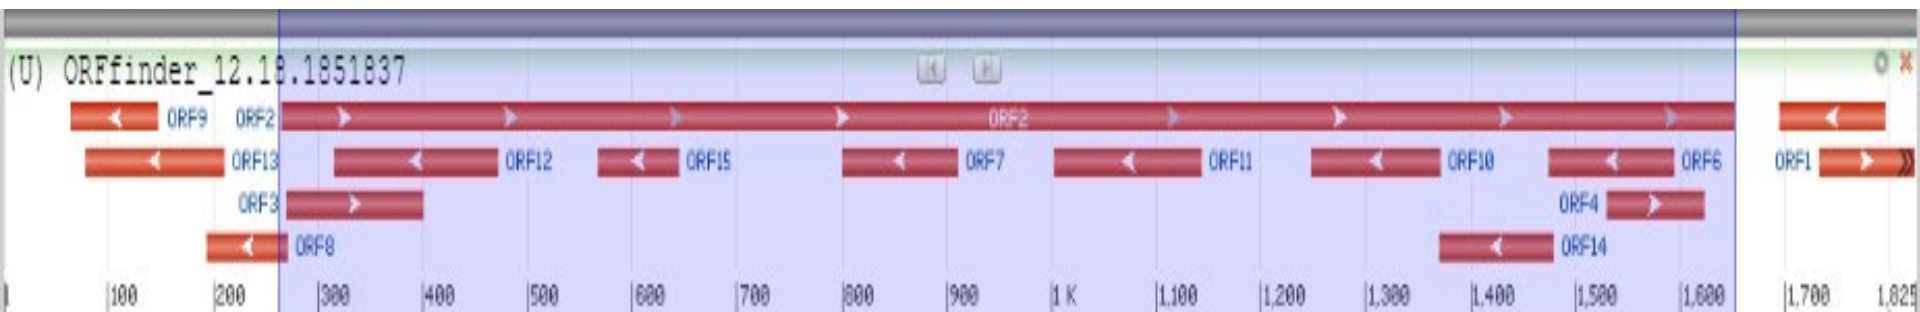 (U) ORFfinder_12.18.1851837
ORF9 ORF2 ORF2
ORF13 ORF12 ORF15 ORF7 ORF11 ORF10 ORF6 ORF1
ORF3 ORF4
ORF8 ORF14
100 200 300 400 500 600 700 800 900 1 K 1,100 1,200 1,300 1,400 1,500 1,600 1,700 1,825